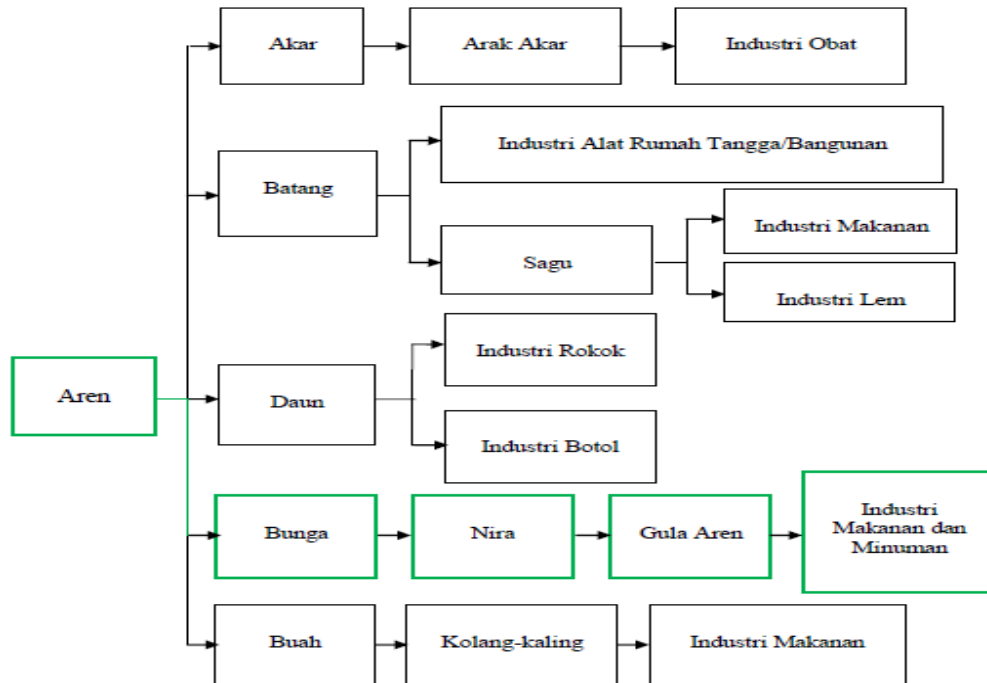 Akar
Arak Akar
Industri Obat
Industri Alat Rumah Tangga/Bangunan
Batang
Sagu
Industri Makanan
Industri Lem
Aren
Daun
Industri Rokok
Industri Botol
Bunga
Nira
Gula Aren
Industri
Makanan dan
Minuman
Buah
Kolang-kaling
Industri Makanan